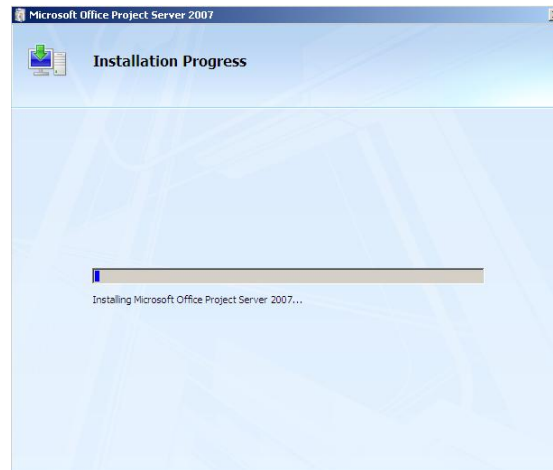 Microsoft Office Project Server 2007
Installation Progress
Installing Microsoft Office Project Server 2007...